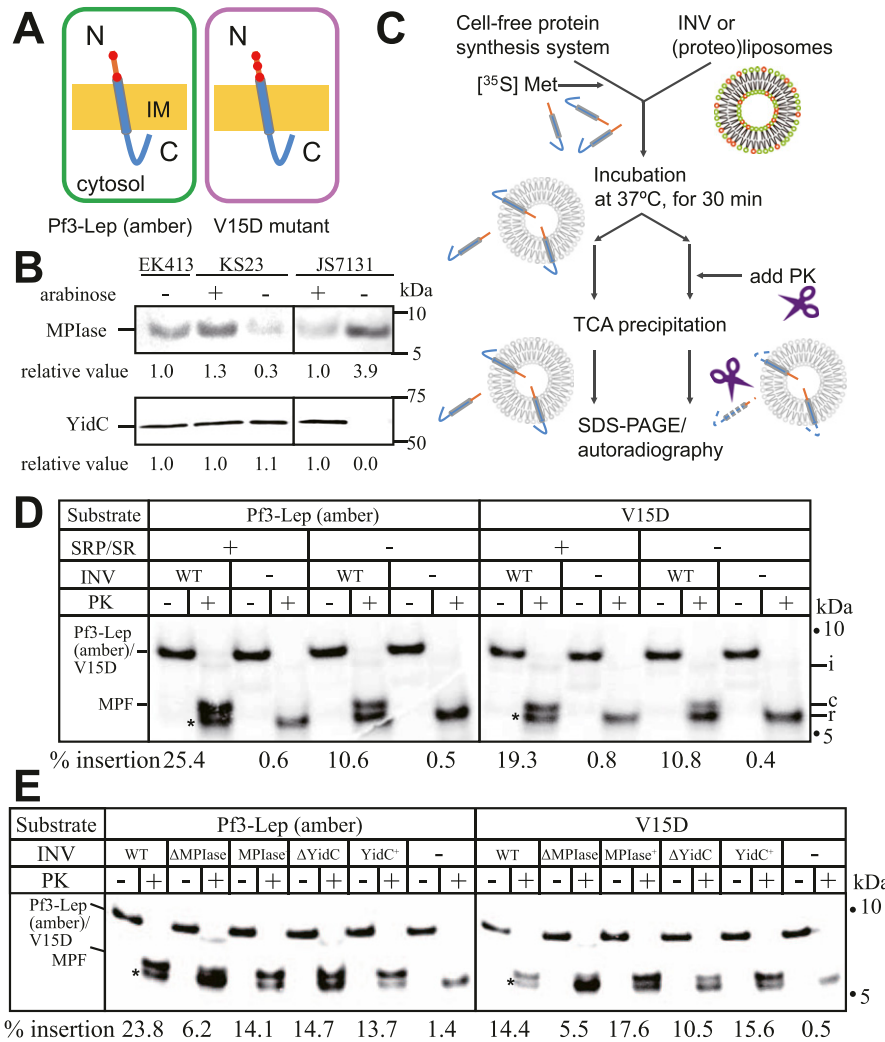 A
N
N
IM
C
C
cytosol
Pf3-Lep (amber)
V15D mutant
B
EK413 KS23 JS7131
arabinose - + - + - kDa
MPIase
10
5
relative value 1.0 1.3 0.3 1.0 3.9
YidC
75
50
relative value 1.0 1.0 1.1 1.0 0.0
C
Cell-free protein
synthesis system
INV or
(proteo)liposomes
[³⁵S] Met
Incubation
at 37ºC, for 30 min
add PK
TCA precipitation
SDS-PAGE/
autoradiography
D
Substrate Pf3-Lep (amber) V15D
SRP/SR + - + -
INV WT - WT - WT - WT -
PK - + - + - + - + - + - + - + - +
kDa
Pf3-Lep
(amber)/
V15D
MPF
*
*
•10
i
c
r
•5
% insertion 25.4 0.6 10.6 0.5 19.3 0.8 10.8 0.4
E
Substrate Pf3-Lep (amber) V15D
INV WT ΔMPIase MPIase ΔYidC YidC⁺ - WT ΔMPIase MPIase⁺ ΔYidC YidC⁺ -
PK - + - + - + - + - + - + - + - + - + - + - + - +
kDa
Pf3-Lep
(amber)/
V15D
MPF
*
*
•10
•5
% insertion 23.8 6.2 14.1 14.7 13.7 1.4 14.4 5.5 17.6 10.5 15.6 0.5